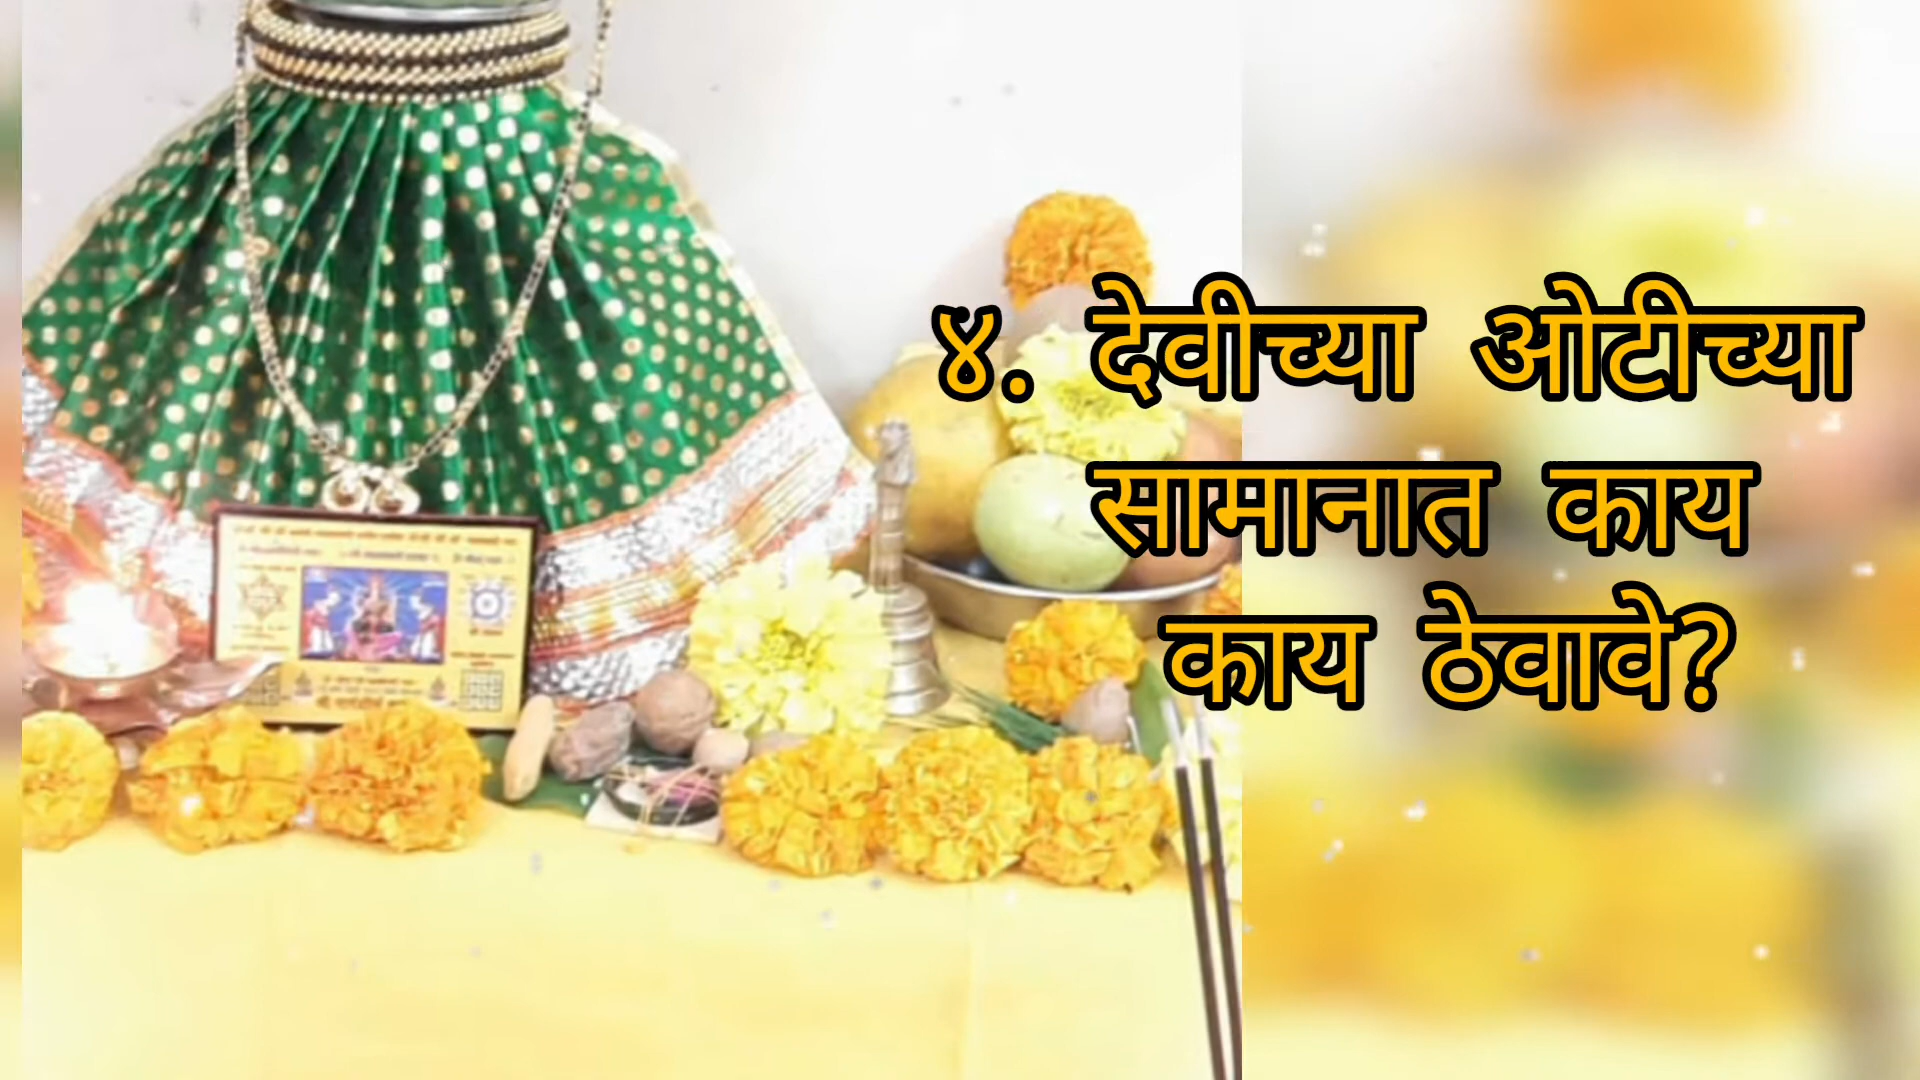 ४. देवीच्या ओटीच्या
सामानात काय
काय ठेवावे?